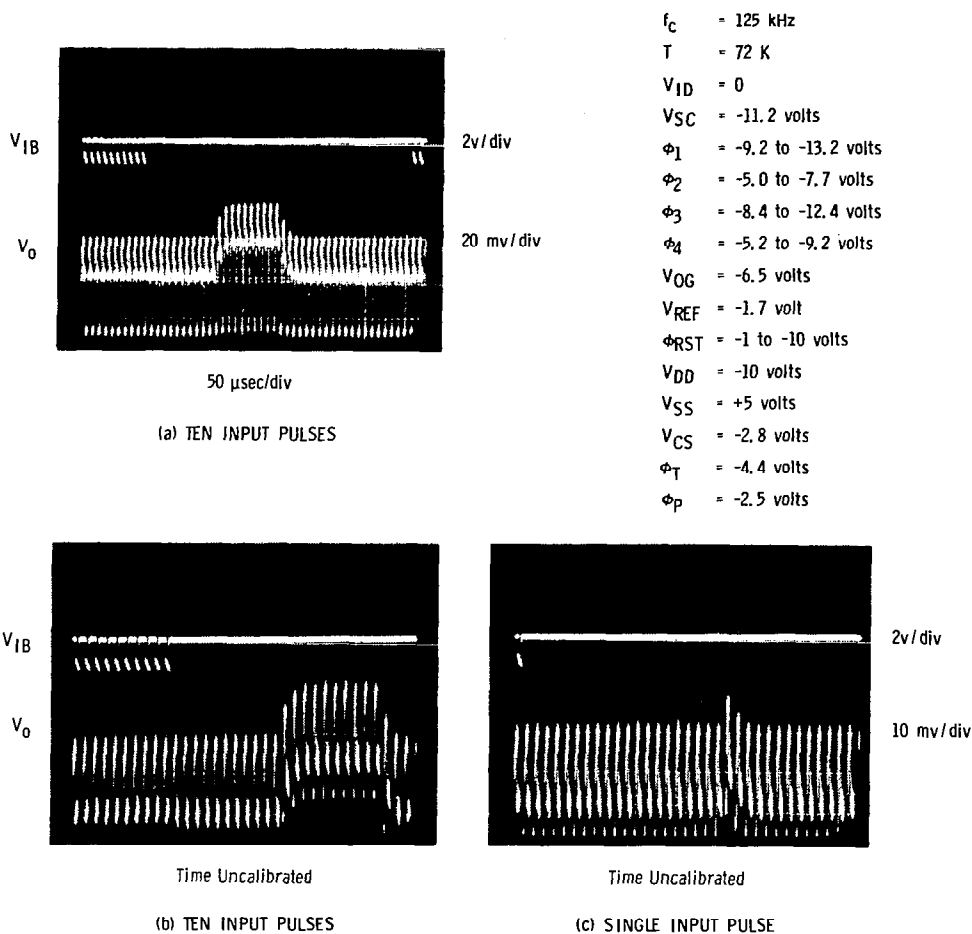 f_C = 125 kHz
T = 72 K
V_ID = 0
V_SC = -11.2 volts
ϕ_1 = -9.2 to -13.2 volts
ϕ_2 = -5.0 to -7.7 volts
ϕ_3 = -8.4 to -12.4 volts
ϕ_4 = -5.2 to -9.2 volts
V_OG = -6.5 volts
V_REF = -1.7 volt
ϕ_RST = -1 to -10 volts
V_DD = -10 volts
V_SS = +5 volts
V_CS = -2.8 volts
ϕ_T = -4.4 volts
ϕ_P = -2.5 volts
V_IB
2v/div
V_o
20 mv/div
50 µsec/div
(a) TEN INPUT PULSES
V_IB
V_o
Time Uncalibrated
(b) TEN INPUT PULSES
2v/div
10 mv/div
Time Uncalibrated
(c) SINGLE INPUT PULSE